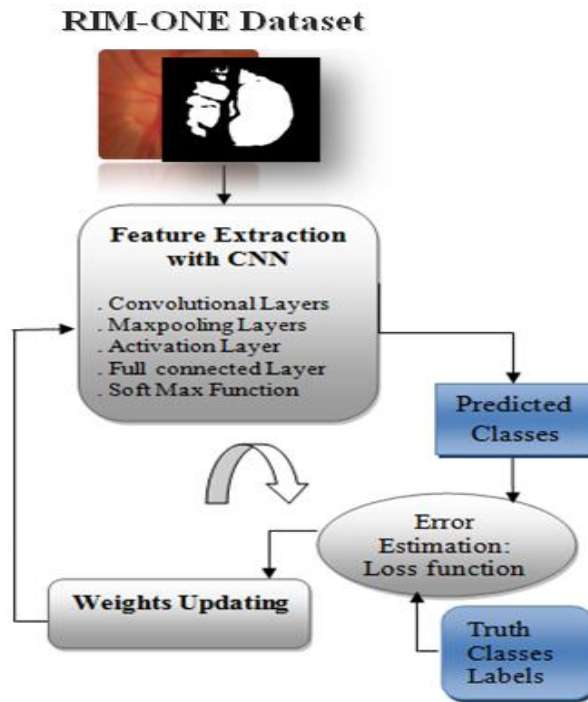 RIM-ONE Dataset
Feature Extraction
with CNN
. Convolutional Layers
. Maxpooling Layers
. Activation Layer
. Full connected Layer
. Soft Max Function
Predicted
Classes
Error
Estimation:
Loss function
Weights Updating
Truth
Classes
Labels